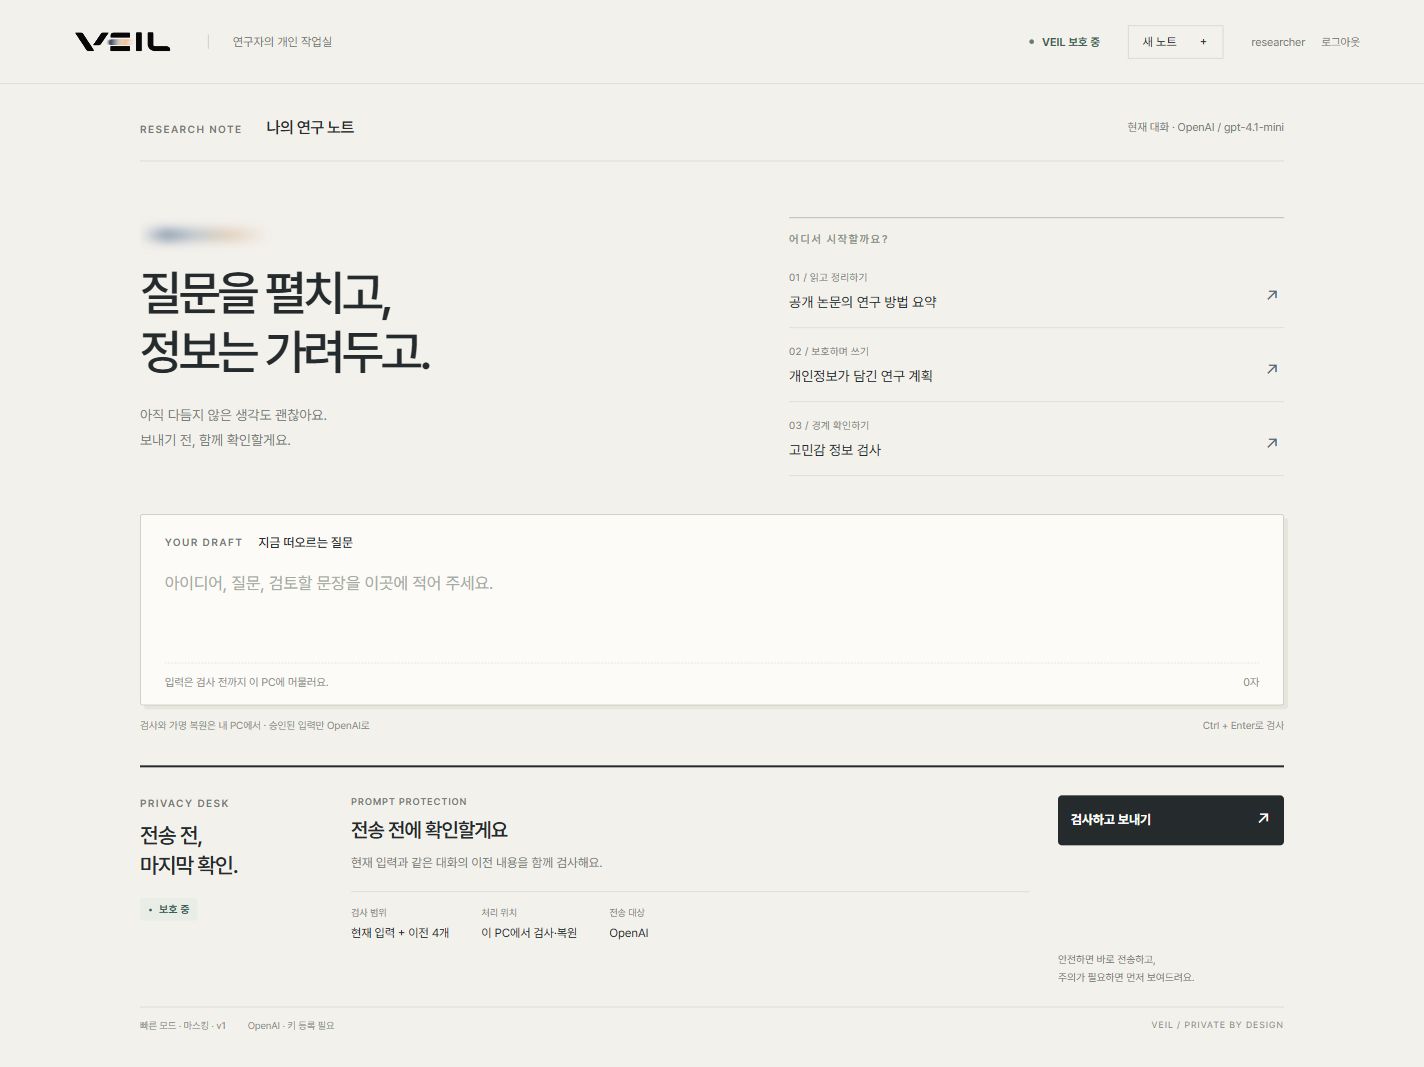 VEIL
연구자의 개인 작업실
VEIL 보호 중
새 노트 +
researcher
로그아웃
RESEARCH NOTE 나의 연구 노트
현재 대화 · OpenAI / gpt-4.1-mini
질문을 펼치고,
정보는 가려두고.
아직 다듬지 않은 생각도 괜찮아요.
보내기 전, 함께 확인할게요.
어디서 시작할까요?
01 / 읽고 정리하기
공개 논문의 연구 방법 요약
02 / 보호하며 쓰기
개인정보가 담긴 연구 계획
03 / 경계 확인하기
고민감 정보 검사
YOUR DRAFT 지금 떠오르는 질문
아이디어, 질문, 검토할 문장을 이곳에 적어 주세요.
입력은 검사 전까지 이 PC에 머물러요.
0자
검사와 가명 복원은 내 PC에서 · 승인된 입력만 OpenAI로
Ctrl + Enter로 검사
PRIVACY DESK
전송 전,
마지막 확인.
보호 중
PROMPT PROTECTION
전송 전에 확인할게요
현재 입력과 같은 대화의 이전 내용을 함께 검사해요.
검사 범위
현재 입력 + 이전 4개
처리 위치
이 PC에서 검사·복원
전송 대상
OpenAI
검사하고 보내기
안전하면 바로 전송하고,
주의가 필요하면 먼저 보여드려요.
빠른 모드 · 마스킹 · v1
OpenAI · 키 등록 필요
VEIL / PRIVATE BY DESIGN